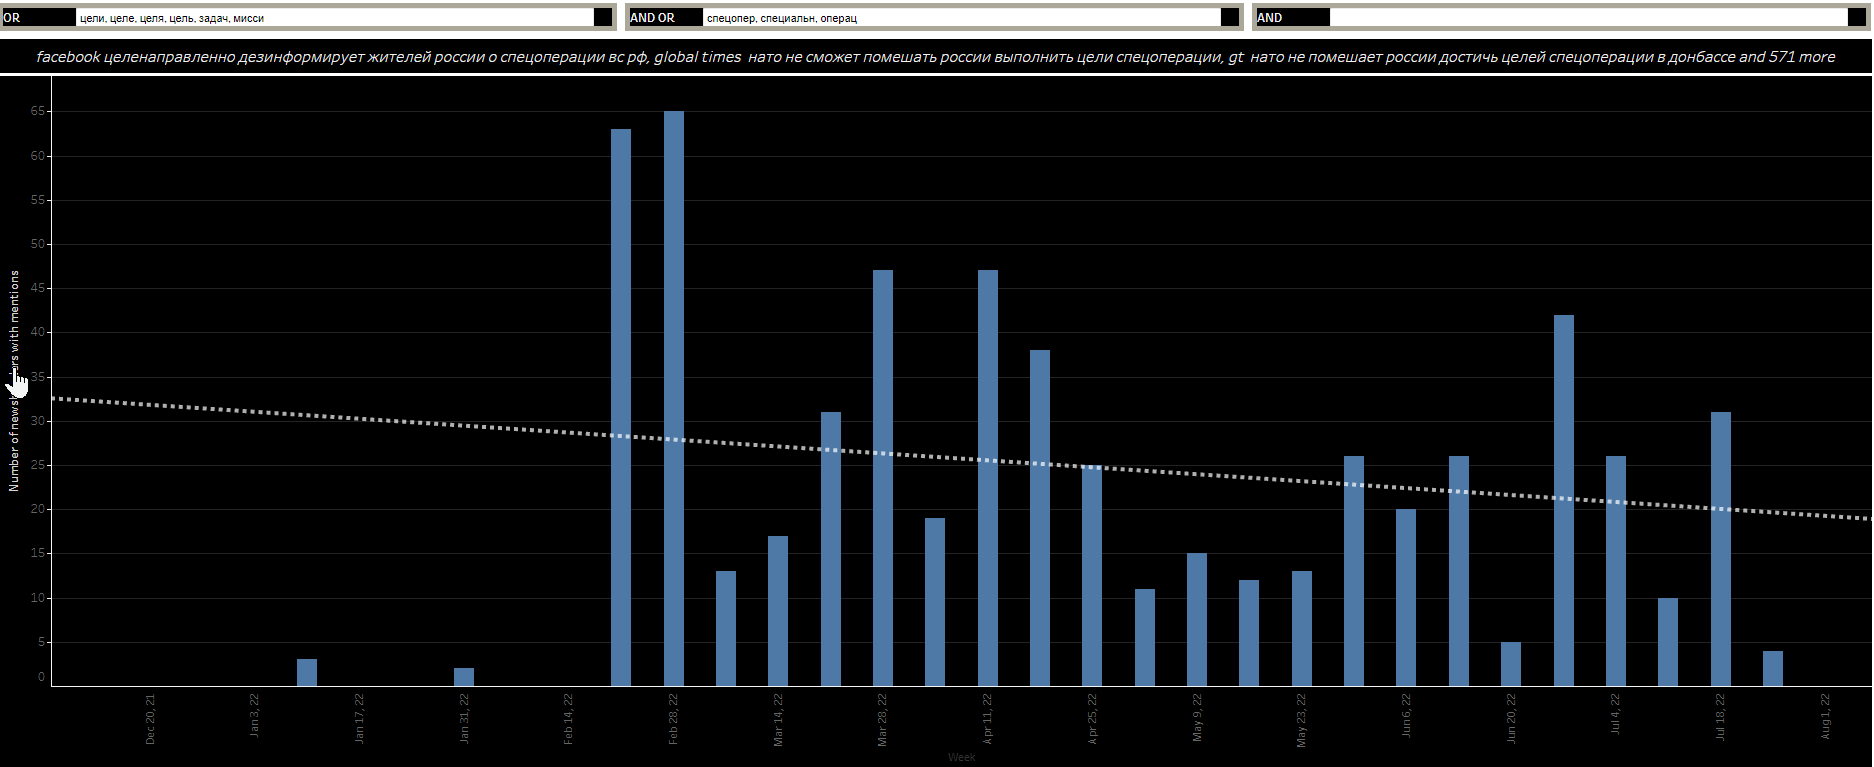 OR цели, целе, целя, цель, задач, мисси AND OR спецопер, специальн, операц AND
facebook целенаправленно дезинформирует жителей россии о спецоперации вс рф, global times нато не сможет помешать россии выполнить цели спецоперации, gt нато не помешает россии достичь целей спецоперации в донбассе and 571 more
65
60
55
50
45
40
35
30
25
20
15
10
5
0
Number of with mentions
Dec 20, 21
Jan 3, 22
Jan 17, 22
Jan 31, 22
Feb 14, 22
Feb 28, 22
Mar 14, 22
Mar 28, 22
Apr 11, 22
Apr 25, 22
May 9, 22
May 23, 22
Jun 6, 22
Jun 20, 22
Jul 4, 22
Jul 18, 22
Aug 1, 22
Week